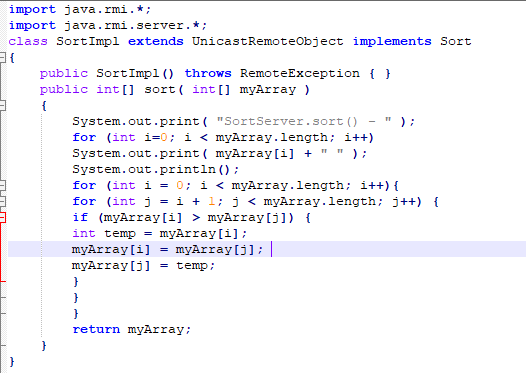 import java.rmi.*;
import java.rmi.server.*;
class SortImpl extends UnicastRemoteObject implements Sort
{
    public SortImpl() throws RemoteException { }
    public int[] sort( int[] myArray )
    {
        System.out.print( "SortServer.sort() - " );
        for (int i=0; i < myArray.length; i++)
        System.out.print( myArray[i] + " " );
        System.out.println();
        for (int i = 0; i < myArray.length; i++){
        for (int j = i + 1; j < myArray.length; j++) {
        if (myArray[i] > myArray[j]) {
        int temp = myArray[i];
        myArray[i] = myArray[j];
        myArray[j] = temp;
        }
        }
        }
        return myArray;
    }
}